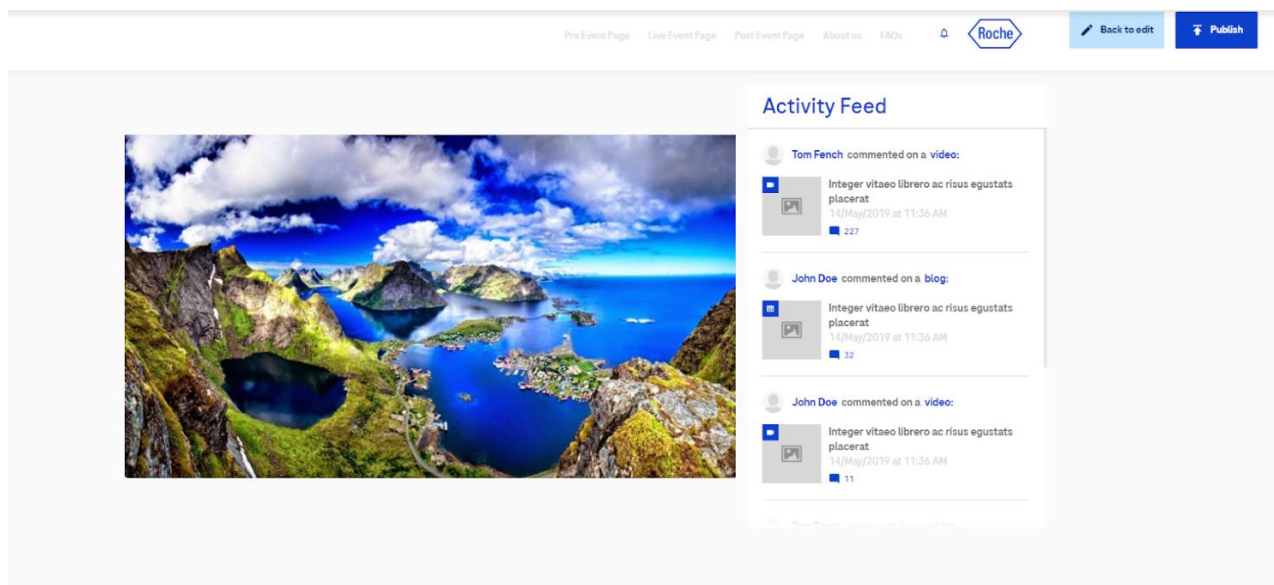 Pre Event Page Live Event Page Post Event Page About us FAQs Roche Back to edit Publish
Activity Feed
Tom Fench commented on a video:
Integer vitaeo librero ac risus egustats
placerat
14/May/2019 at 11:36 AM
227
John Doe commented on a blog:
Integer vitaeo librero ac risus egustats
placerat
14/May/2019 at 11:36 AM
32
John Doe commented on a video:
Integer vitaeo librero ac risus egustats
placerat
14/May/2019 at 11:36 AM
11